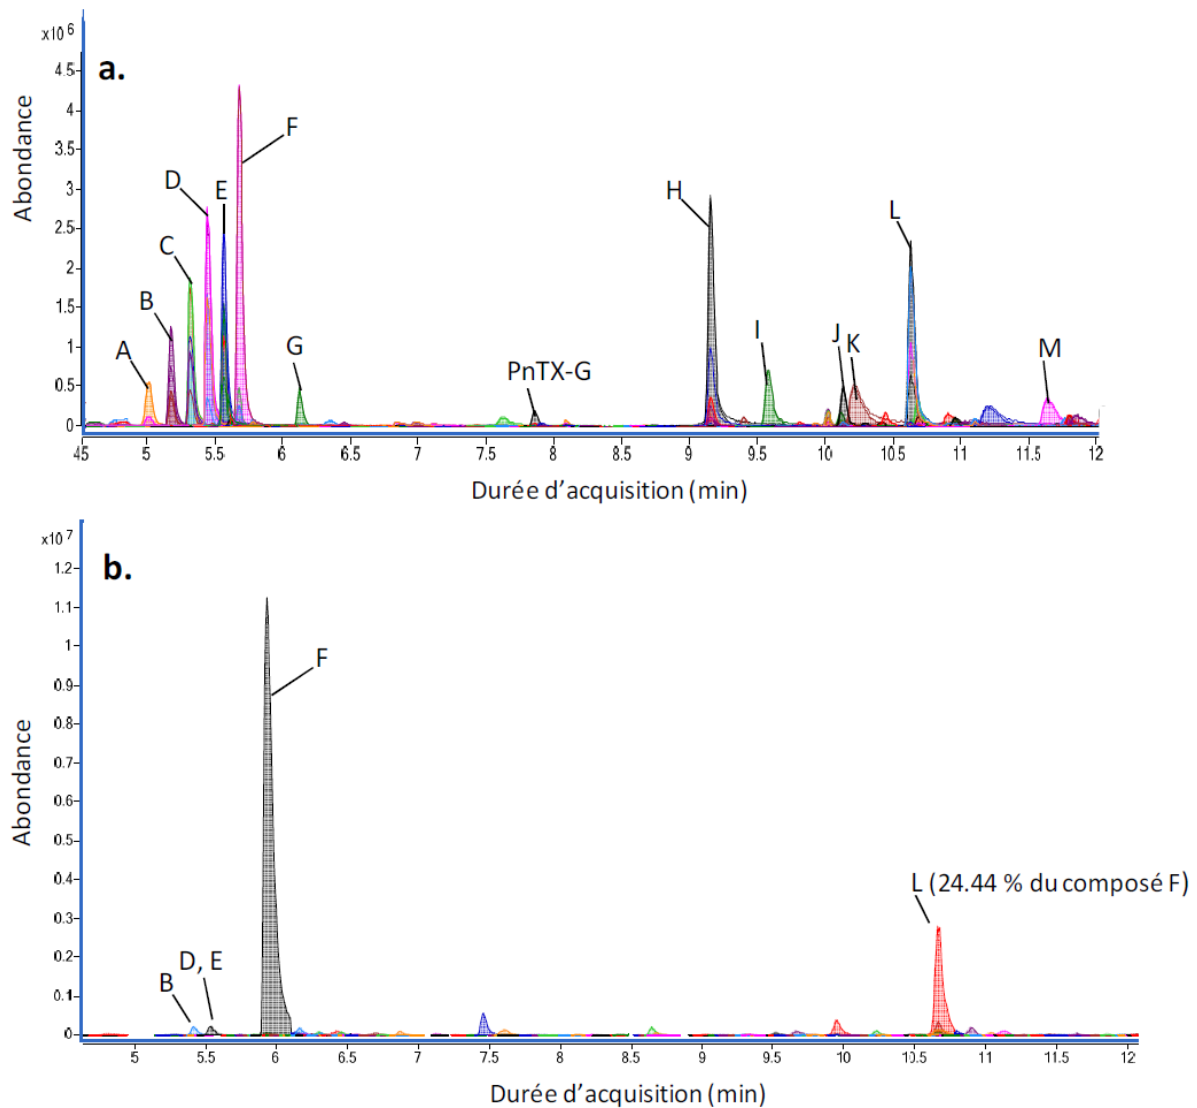 x10 6
a.
4.5
4
3.5
3
2.5
2
1.5
1
0.5
0
Abondance
A
B
C
D
E
F
G
PnTX-G
H
I
J
K
L
M
45 5 5.5 6 6.5 7 7.5 8 8.5 9 9.5 10 10.5 11 11.5 12
Durée d'acquisition (min)
x10 7
b.
1.2
1.1
1
0.9
0.8
0.7
0.6
0.5
0.4
0.3
0.2
0.1
0
Abondance
F
B
D, E
L (24.44 % du composé F)
5 5.5 6 6.5 7 7.5 8 8.5 9 9.5 10 10.5 11 11.5 12
Durée d'acquisition (min)